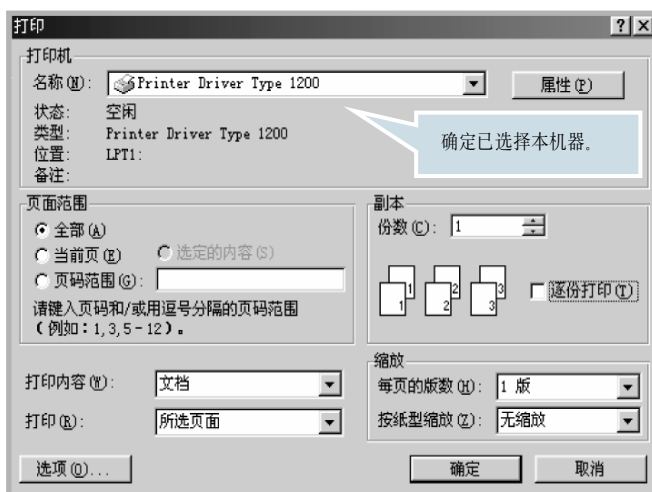 打印
打印机
名称(N): Printer Driver Type 1200 属性(P)
状态: 空闲
类型: Printer Driver Type 1200
位置: LPT1:
备注:
确定已选择本机器。
页面范围
全部(A)
当前页(E) 选定的内容(S)
页码范围(G):
请键入页码和/或用逗号分隔的页码范围
(例如：1,3,5-12)。
副本
份数(C): 1
1 1 2 2 3 3
逐份打印(T)
打印内容(W): 文档
打印(R): 所选页面
缩放
每页的版数(H): 1 版
按纸型缩放(Z): 无缩放
选项(O)... 确定 取消